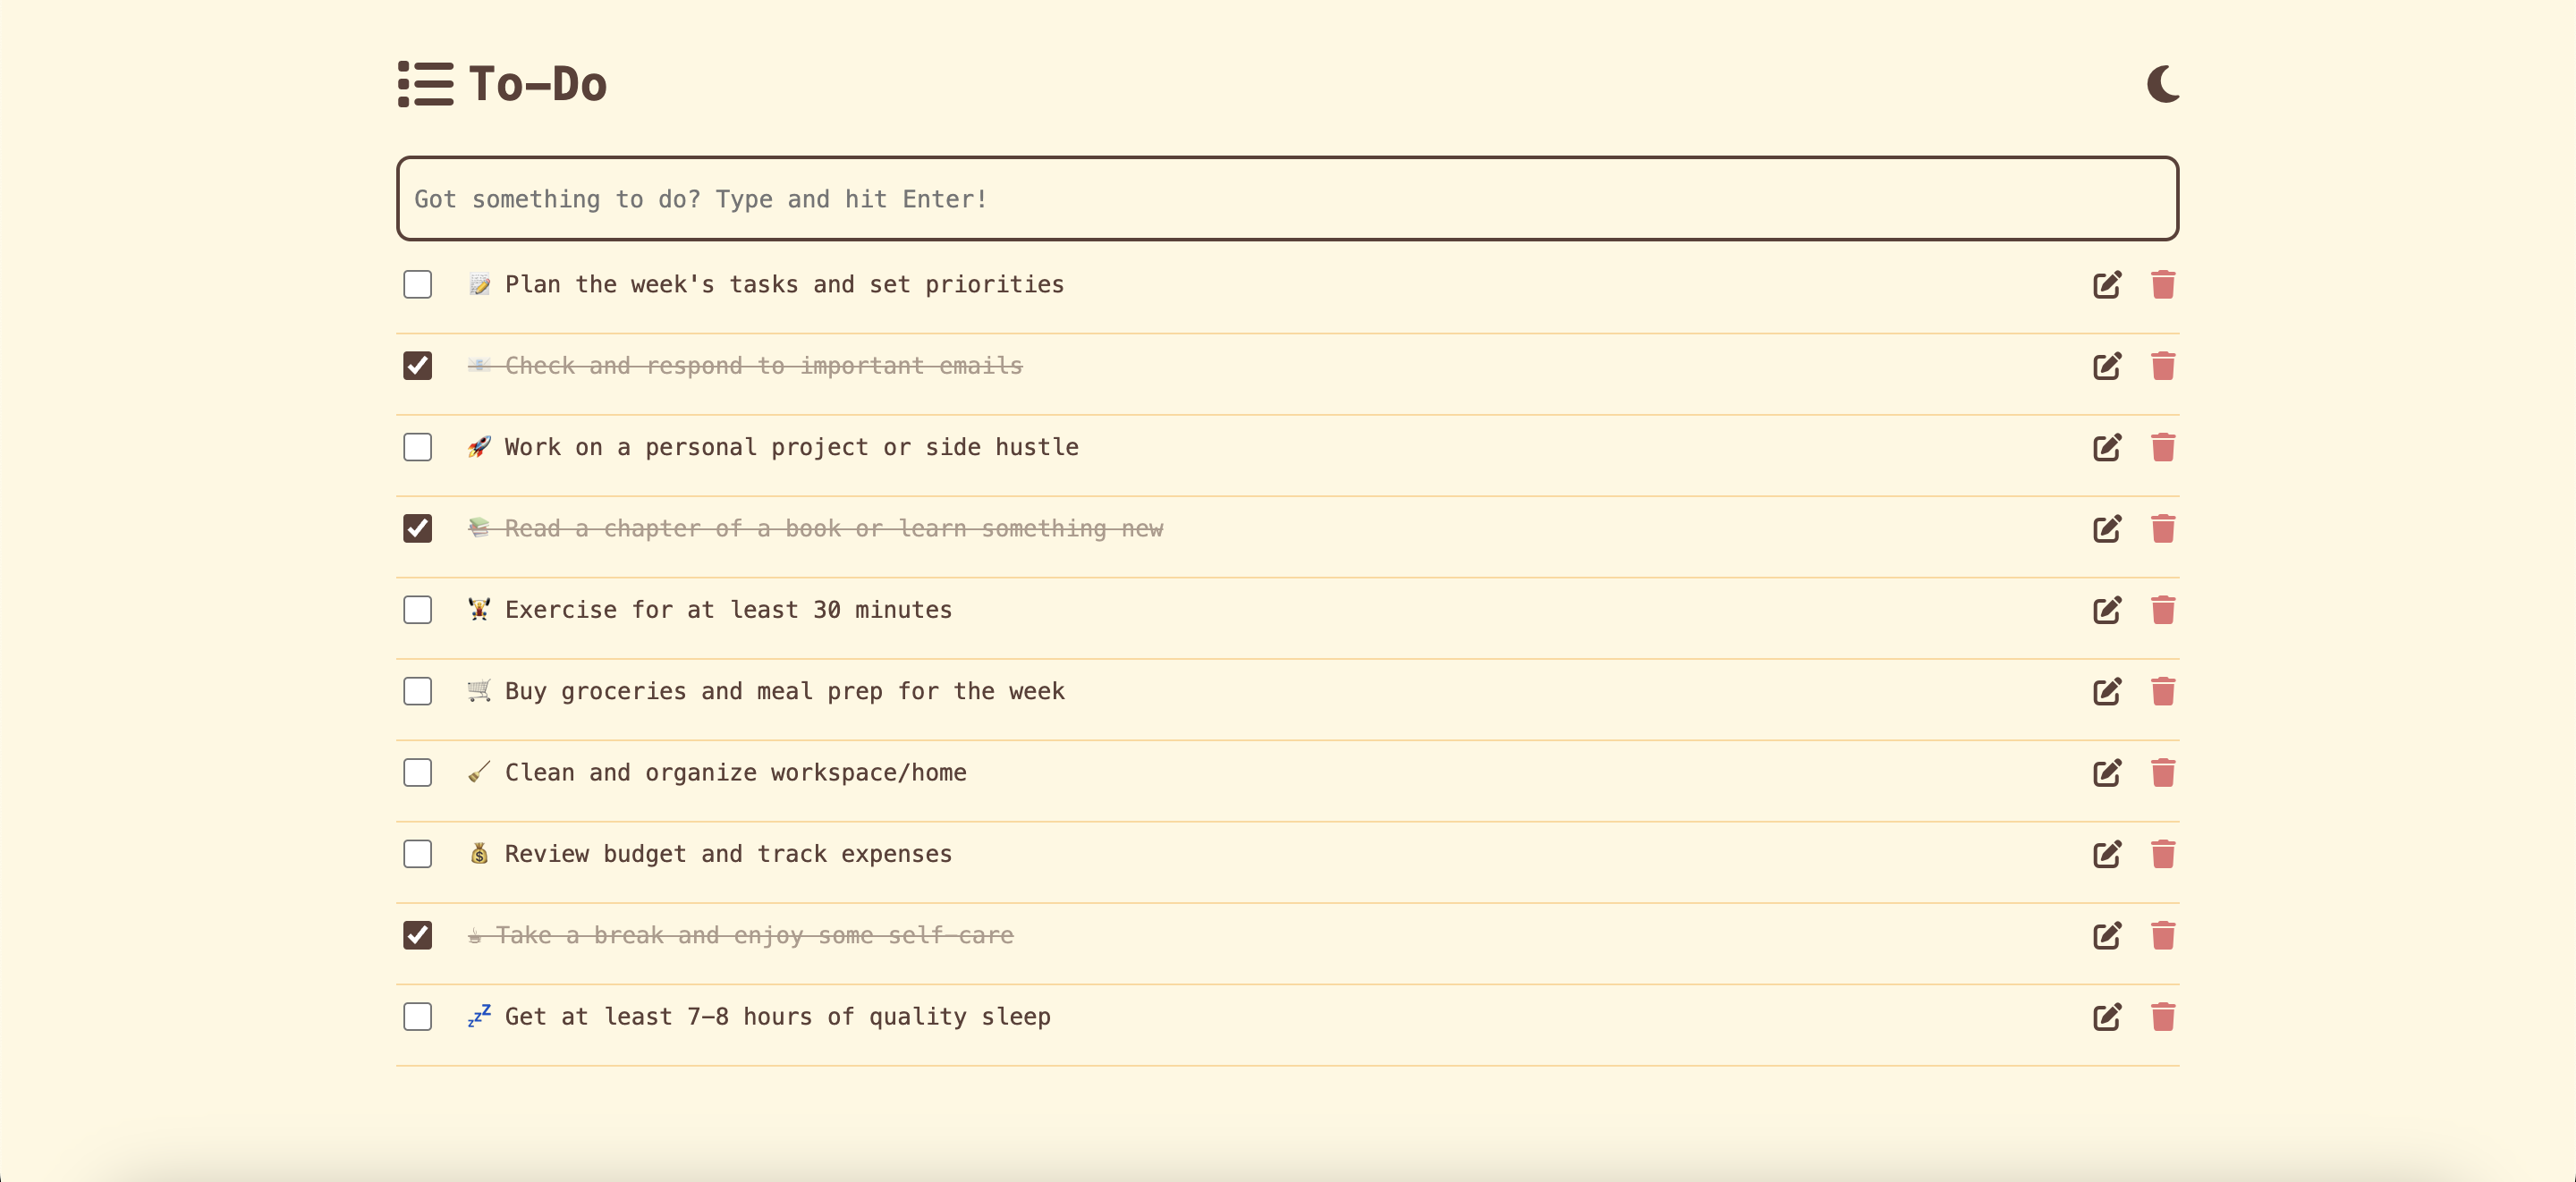 To-Do
Got something to do? Type and hit Enter!
📝 Plan the week's tasks and set priorities
📧 Check and respond to important emails
🚀 Work on a personal project or side hustle
📚 Read a chapter of a book or learn something new
🏋️ Exercise for at least 30 minutes
🛒 Buy groceries and meal prep for the week
🧹 Clean and organize workspace/home
💰 Review budget and track expenses
☕ Take a break and enjoy some self-care
💤 Get at least 7-8 hours of quality sleep